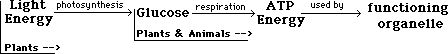 Light Energy
photosynthesis
Glucose
respiration
ATP Energy
used by
functioning organelle
Plants -->
Plants & Animals -->